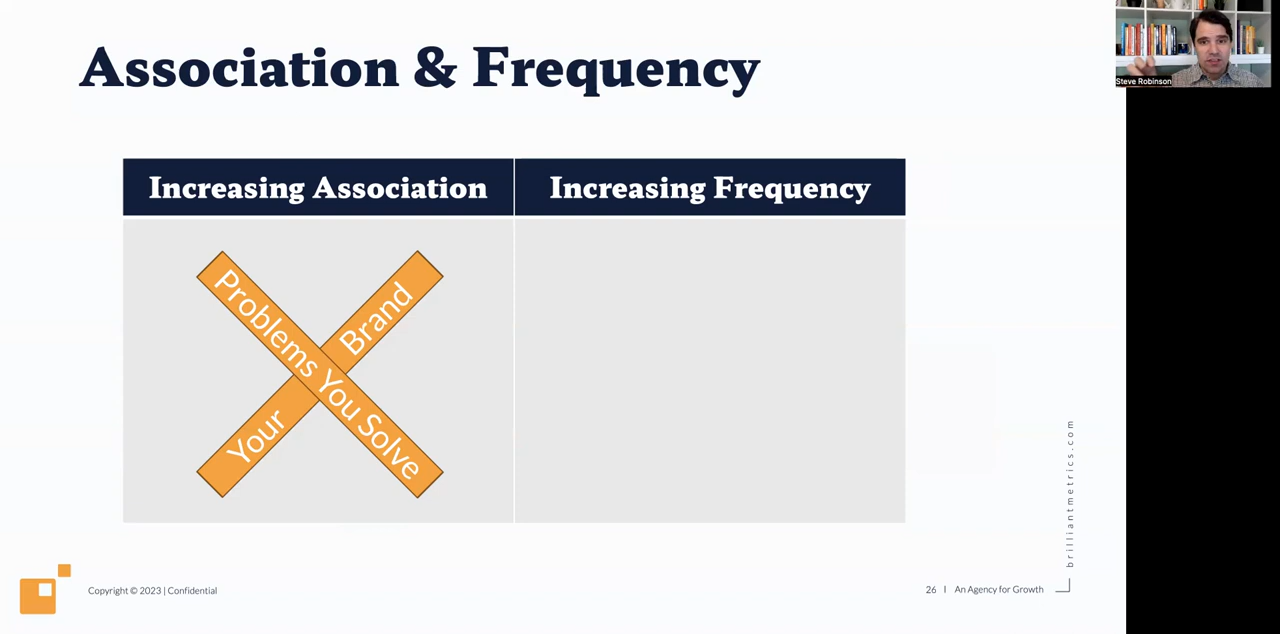 Association & Frequency
Steve Robinson
Increasing Association
Increasing Frequency
Problems You Solve
Your Brand
brilliantmetrics.com
Copyright © 2023 | Confidential
26 | An Agency for Growth